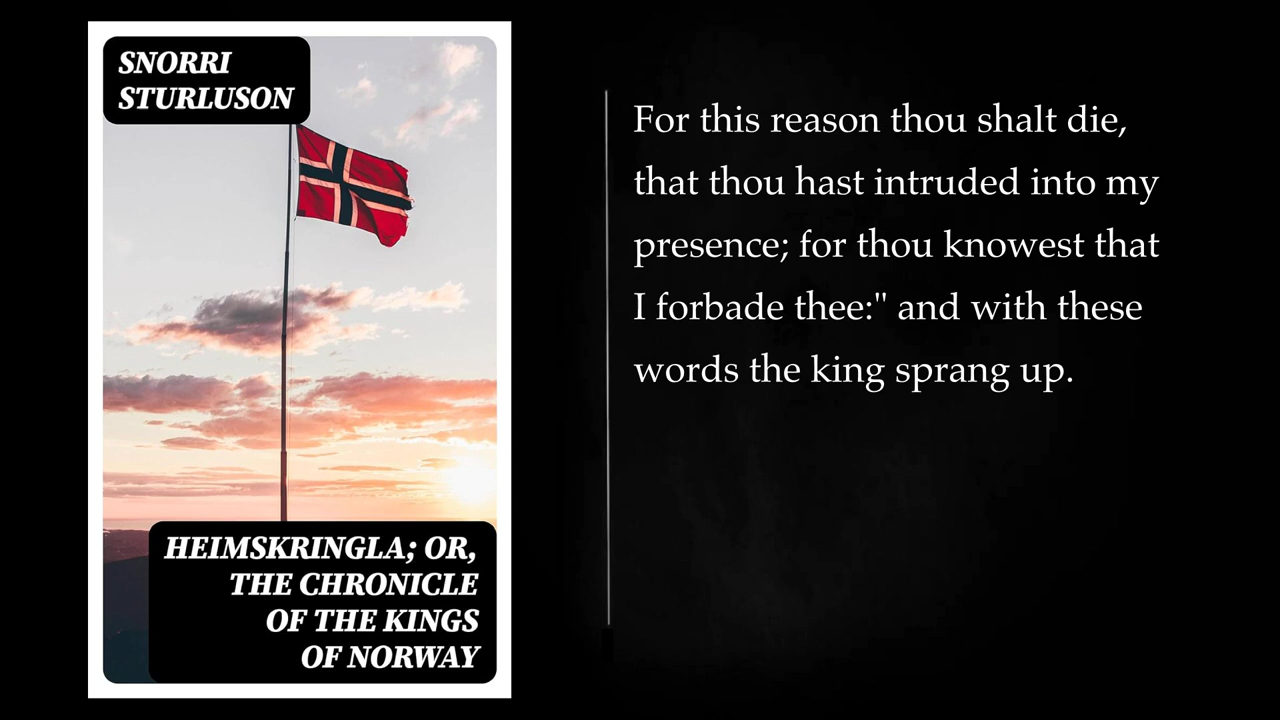 SNORRI
STURLUSON
HEIMSKRINGLA; OR,
THE CHRONICLE
OF THE KINGS
OF NORWAY
For this reason thou shalt die,
that thou hast intruded into my
presence; for thou knowest that
I forbade thee:" and with these
words the king sprang up.